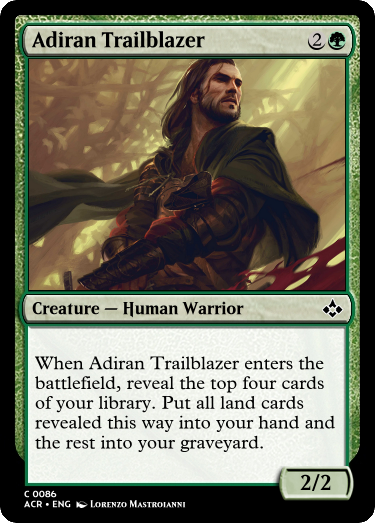 Adiran Trailblazer 2
Creature — Human Warrior
When Adiran Trailblazer enters the
battlefield, reveal the top four cards
of your library. Put all land cards
revealed this way into your hand and
the rest into your graveyard.
2/2
C 0086
ACR • ENG Lorenzo Mastroianni